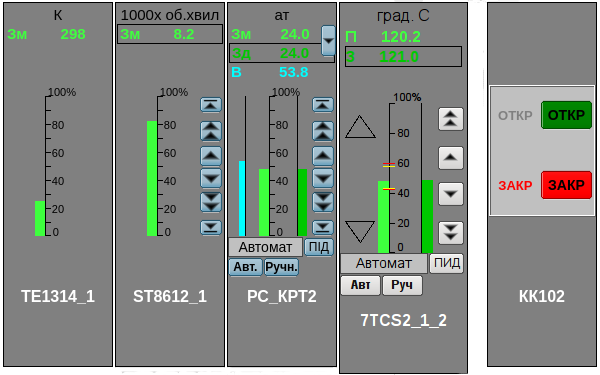 К
Зм 298
100%
80
60
40
20
0
TE1314_1
1000x об.хвил
Зм 8.2
100%
80
60
40
20
0
ST8612_1
ат
Зм 24.0
Зд 24.0
В 53.8
100%
80
60
40
20
0
Автомат ПІД
Авт. Ручн.
PC_КРТ2
град. С
П 120.2
З 121.0
100%
80
60
40
20
0
Автомат ПИД
Авт Руч
7TCS2_1_2
ОТКР ОТКР
ЗАКР ЗАКР
КК102